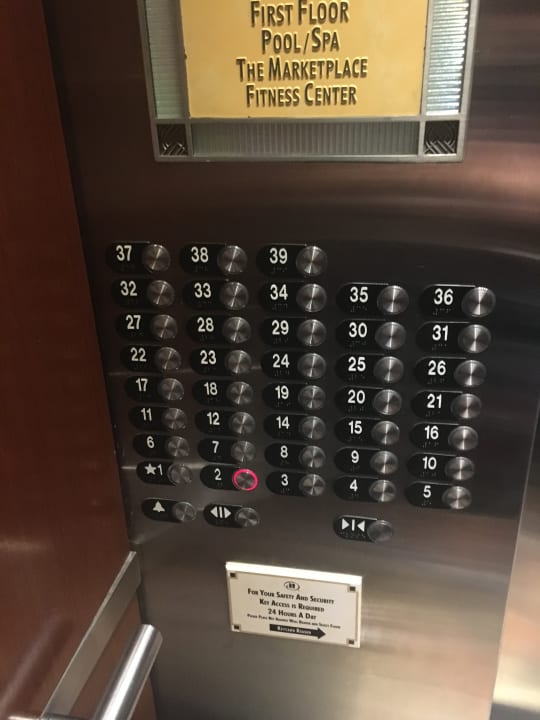 FIRST FLOOR
POOL/SPA
THE MARKETPLACE
FITNESS CENTER
37 38 39
32 33 34 35 36
27 28 29 30 31
22 23 24 25 26
17 18 19 20 21
11 12 14 15 16
6 7 8 9 10
★1 2 3 4 5
FOR YOUR SAFETY AND SECURITY
KEY ACCESS IS REQUIRED
24 HOURS A DAY
KEYCARD READER